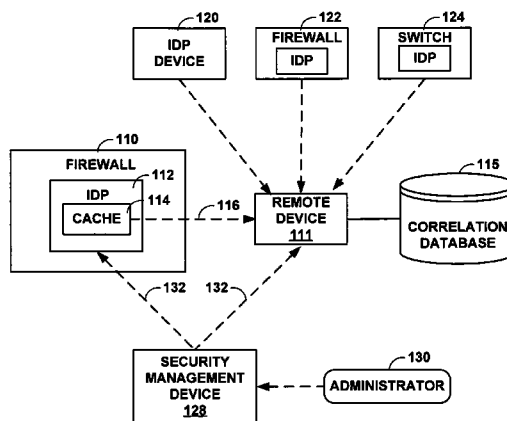 120
IDP
DEVICE
122
FIREWALL
IDP
124
SWITCH
IDP
110
FIREWALL
112
IDP
114
CACHE
116
REMOTE
DEVICE
111
115
CORRELATION
DATABASE
132
132
SECURITY
MANAGEMENT
DEVICE
128
130
ADMINISTRATOR